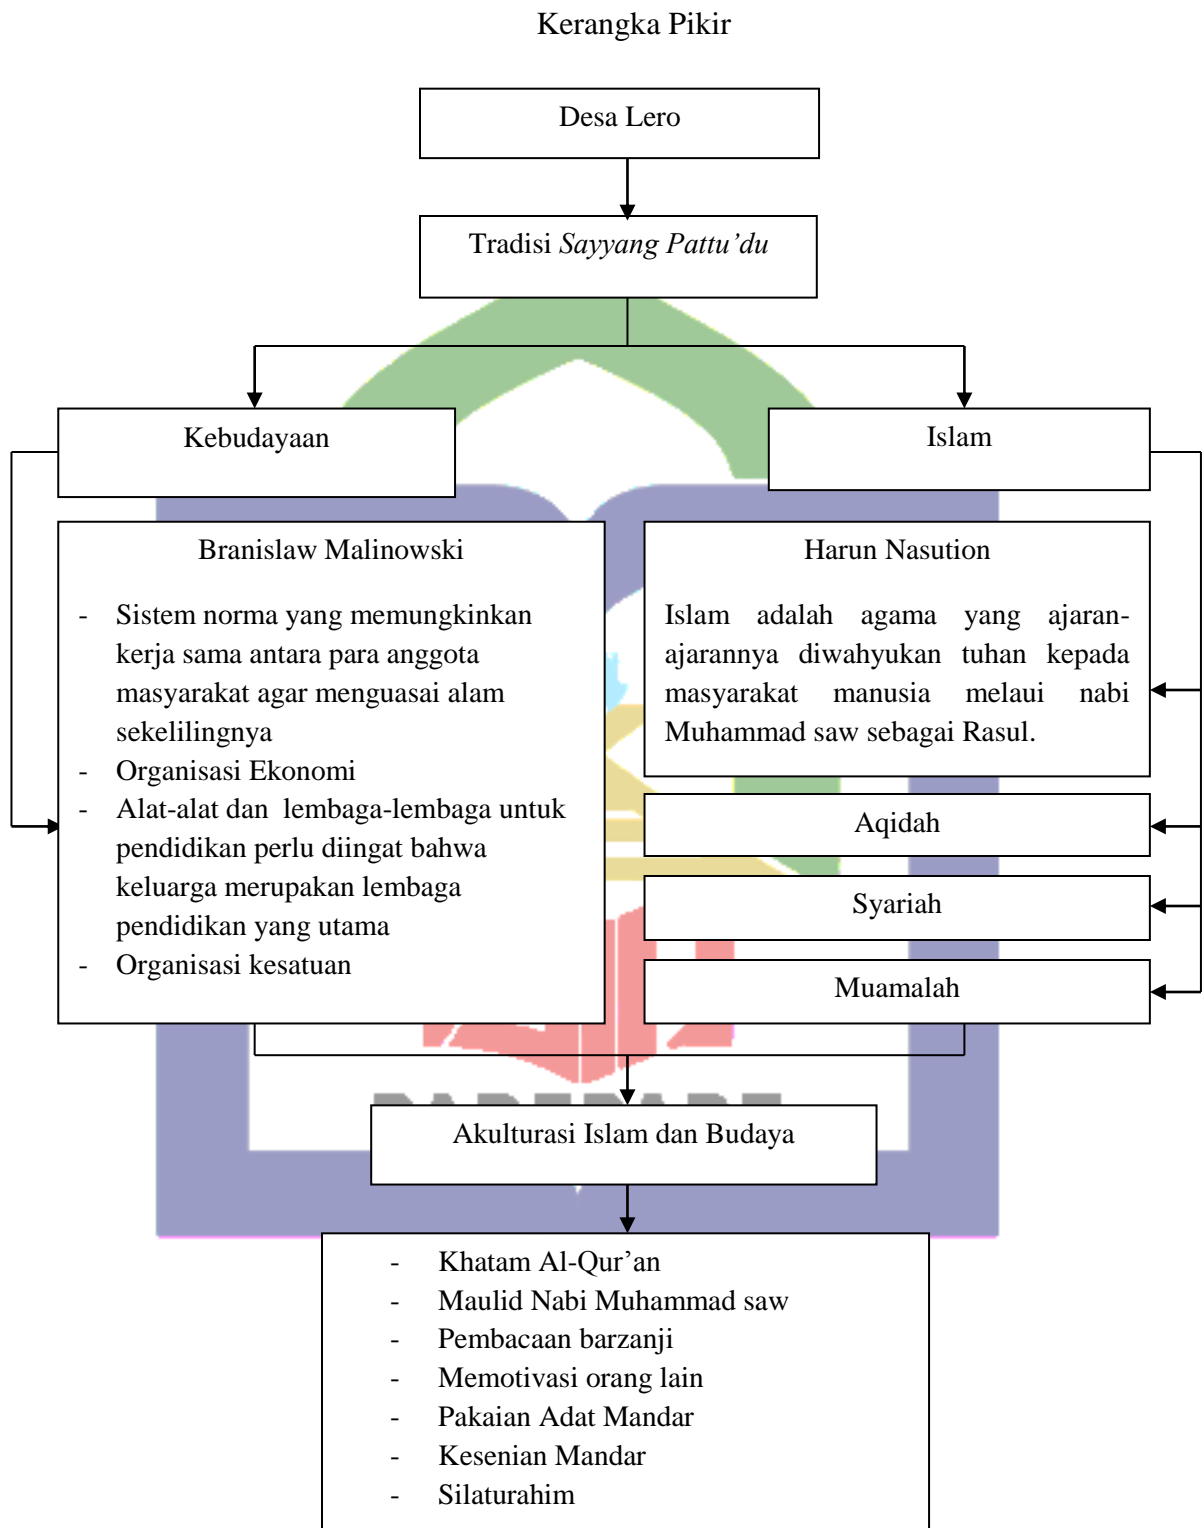 Kerangka Pikir
Desa Lero
Tradisi Sayyang Pattu’du
Kebudayaan
Islam
Branislaw Malinowski
- Sistem norma yang memungkinkan
kerja sama antara para anggota
masyarakat agar menguasai alam
sekelilingnya
- Organisasi Ekonomi
- Alat-alat dan lembaga-lembaga untuk
pendidikan perlu diingat bahwa
keluarga merupakan lembaga
pendidikan yang utama
- Organisasi kesatuan
Harun Nasution
Islam adalah agama yang ajaran-
ajarannya diwahyukan tuhan kepada
masyarakat manusia melaui nabi
Muhammad saw sebagai Rasul.
Aqidah
Syariah
Muamalah
Akulturasi Islam dan Budaya
- Khatam Al-Qur’an
- Maulid Nabi Muhammad saw
- Pembacaan barzanji
- Memotivasi orang lain
- Pakaian Adat Mandar
- Kesenian Mandar
- Silaturahim